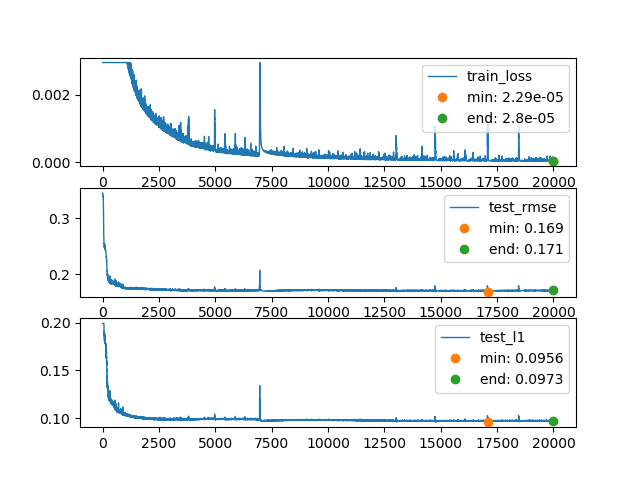 0.002
0.000
train_loss
min: 2.29e-05
end: 2.8e-05
0 2500 5000 7500 10000 12500 15000 17500 20000
0.3
0.2
test_rmse
min: 0.169
end: 0.171
0 2500 5000 7500 10000 12500 15000 17500 20000
0.20
0.15
0.10
test_l1
min: 0.0956
end: 0.0973
0 2500 5000 7500 10000 12500 15000 17500 20000